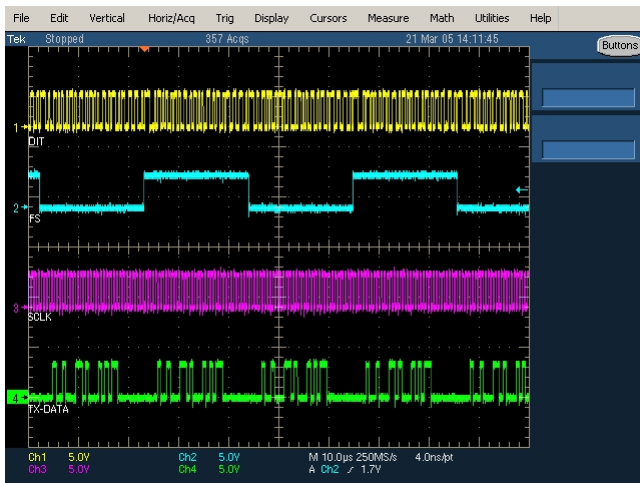 File Edit Vertical Horiz/Acq Trig Display Cursors Measure Math Utilities Help
Tek Stopped 357 Acqs 21 Mar 05 14:11:45
Buttons
1
DIT
2
FS
3
SCLK
4
TX-DATA
Ch1 5.0V Ch2 5.0V M 10.0µs 250MS/s 4.0ns/pt
Ch3 5.0V Ch4 5.0V A Ch2 ⁄ 1.7V